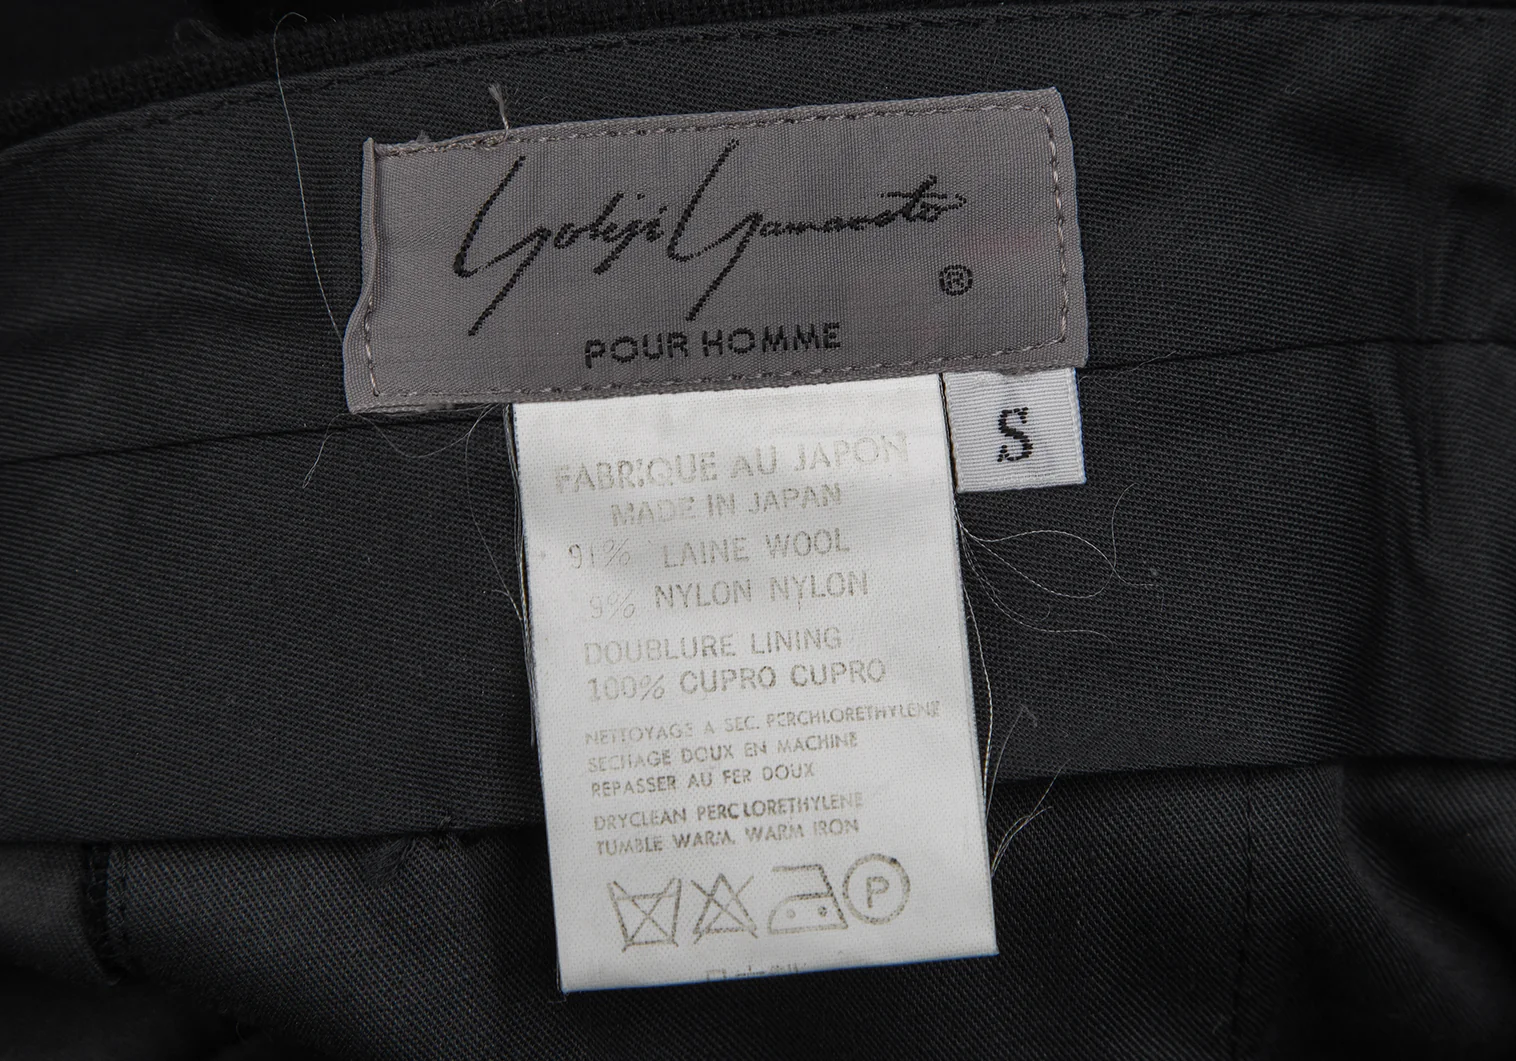 Yohji Yamamoto
®
POUR HOMME
S
FABRIQUE AU JAPON
MADE IN JAPAN
91% LAINE WOOL
9% NYLON NYLON
DOUBLURE LINING
100% CUPRO CUPRO
NETTOYAGE A SEC. PERCHLORETHYLENE
SECHAGE DOUX EN MACHINE
REPASSER AU FER DOUX
DRYCLEAN PERCLORETHYLENE
TUMBLE WARM. WARM IRON
P